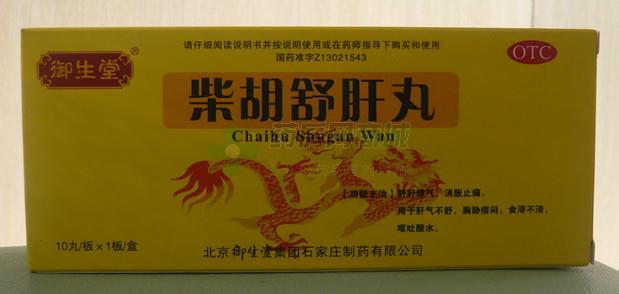 御生堂®
请仔细阅读说明书并按说明使用或在药师指导下购买和使用
国药准字Z13021543
OTC
柴胡舒肝丸
Chaihu Shugan Wan
【功能主治】舒肝理气，消胀止痛。
用于肝气不舒，胸胁痞闷，食滞不清，
呕吐酸水。
10丸/板×1板/盒
北京御生堂集团石家庄制药有限公司